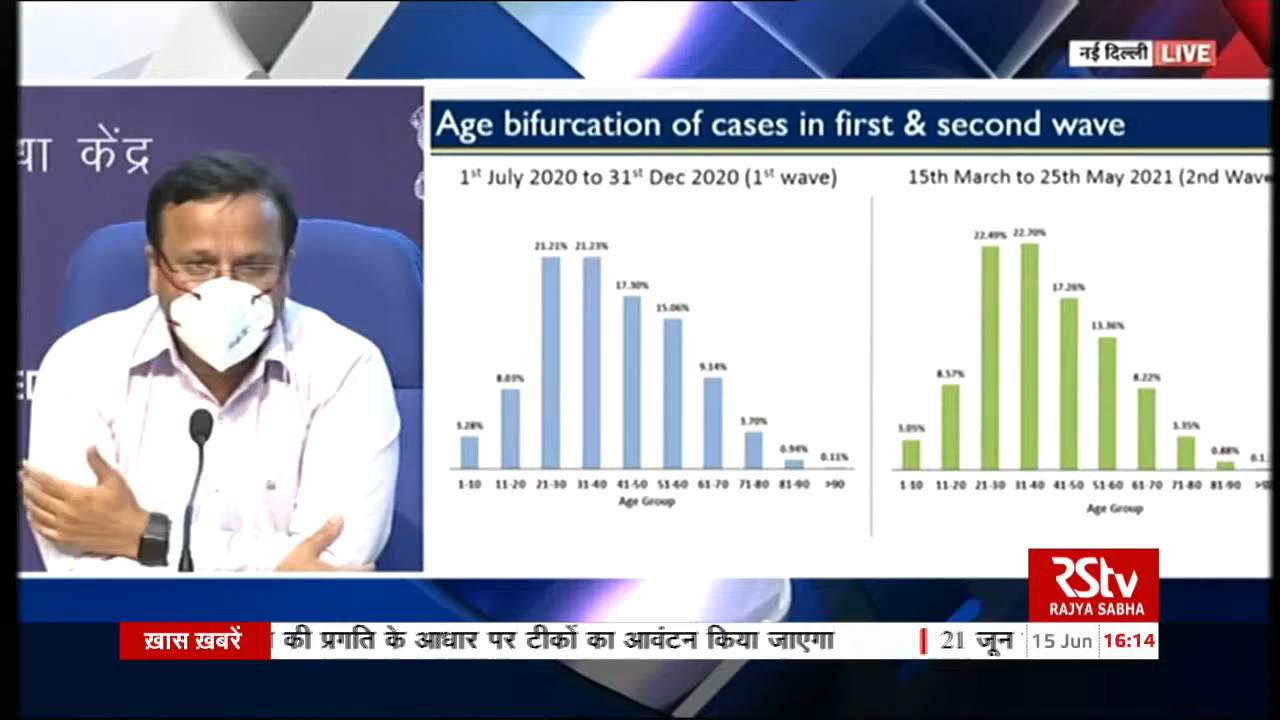 नई दिल्ली LIVE
केंद्र
Age bifurcation of cases in first & second wave
1st July 2020 to 31st Dec 2020 (1st wave)
3.28% 8.03% 21.21% 21.23% 17.30% 15.06% 9.14% 3.70% 0.94% 0.11%
1-10 11-20 21-30 31-40 41-50 51-60 61-70 71-80 81-90 >90
Age Group
15th March to 25th May 2021 (2nd Wave
3.05% 8.57% 22.49% 22.70% 17.26% 13.36% 8.22% 3.35% 0.88%
1-10 11-20 21-30 31-40 41-50 51-60 61-70 71-80 81-90
Age Group
RStv
RAJYA SABHA
ख़ास ख़बरें की प्रगति के आधार पर टीकों का आवंटन किया जाएगा | 21 जून 15 Jun 16:14